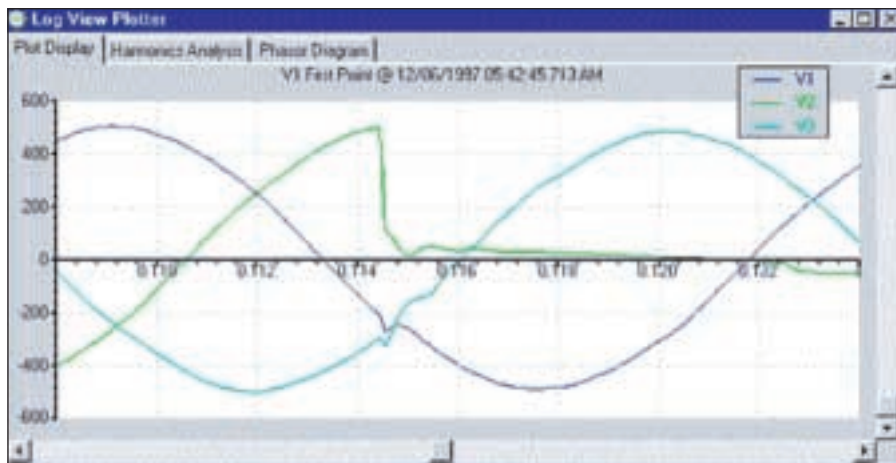 Log View Plotter
Plot Display Harmonics Analysis Phasor Diagram
V1 First Point @ 12/06/1997 05:42:45.713 AM
V1
V2
V3
600
400
200
0
-200
-400
-600
0.110 0.112 0.114 0.116 0.118 0.120 0.122